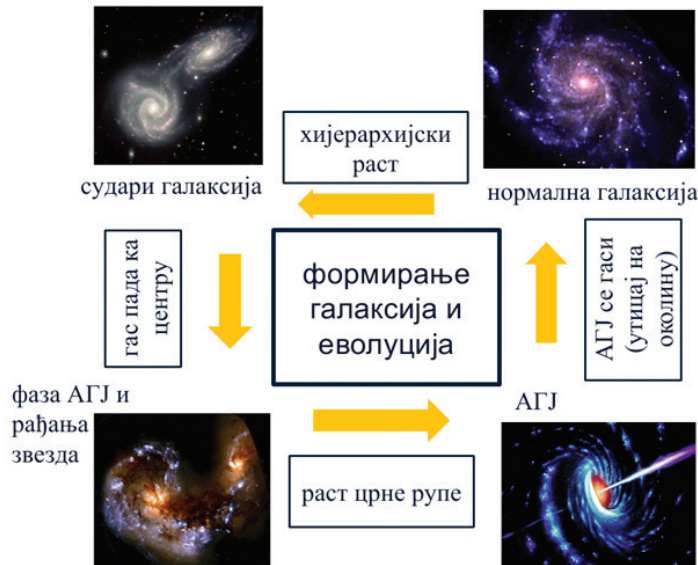 хијерархијски
раст
судари галаксија
нормална галаксија
гас пада ка
центру
формирање
галаксија и
еволуција
АГЈ се гаси
(утицај на
околину)
фаза АГЈ и
рађања
звезда
АГЈ
раст црне рупе